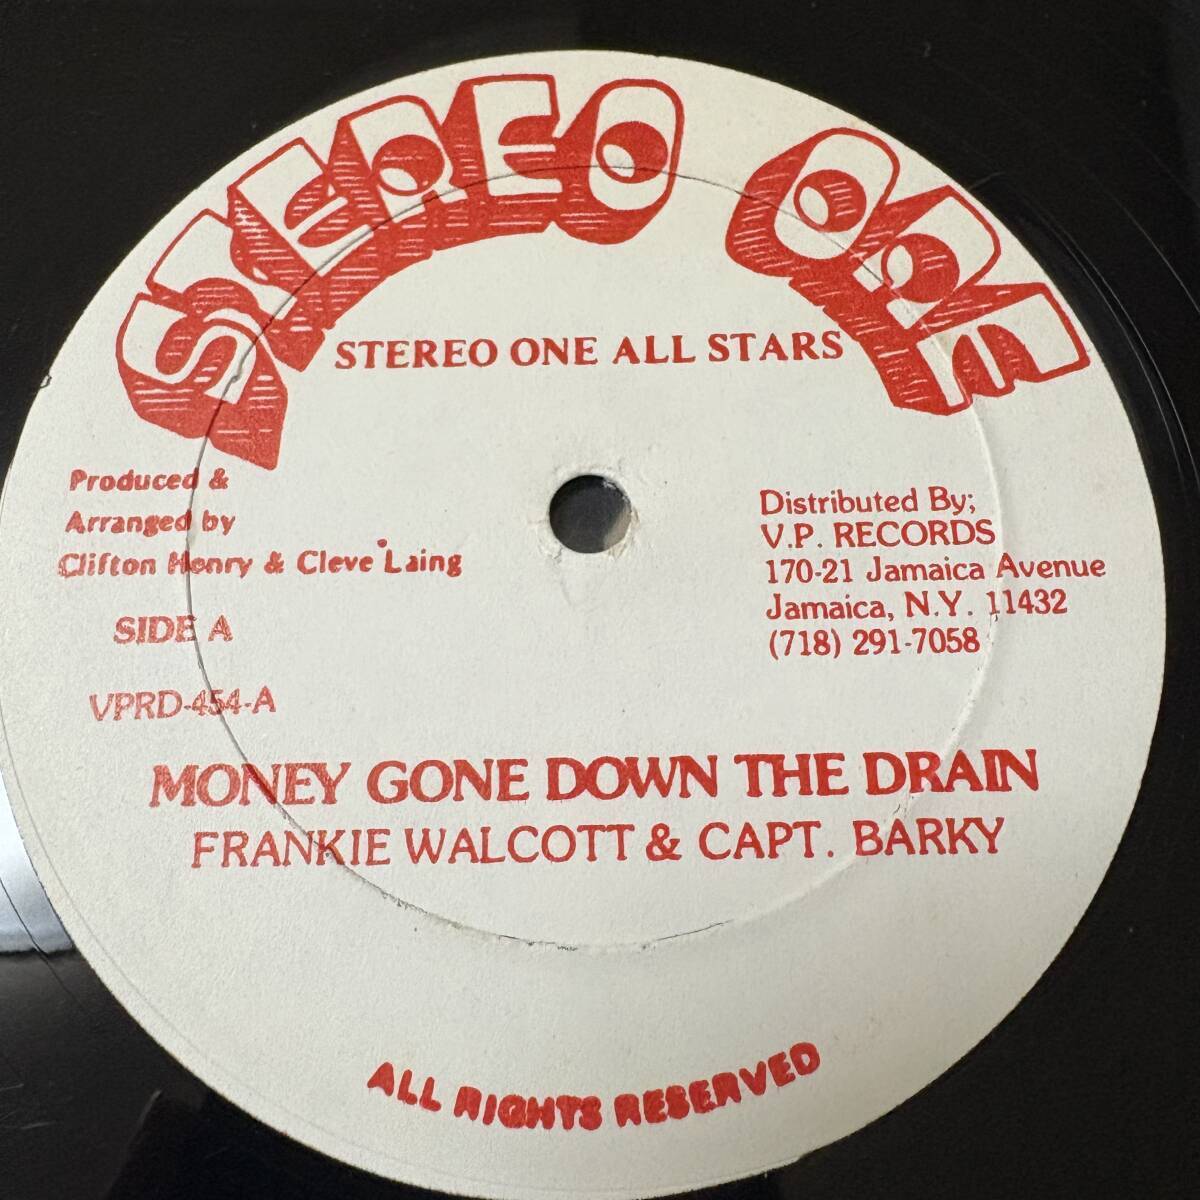 STEREO ONE
STEREO ONE ALL STARS
Produced &
Arranged by
Clifton Henry & Cleve Laing
SIDE A
VPRD-454-A
Distributed By;
V.P. RECORDS
170-21 Jamaica Avenue
Jamaica, N.Y. 11432
(718) 291-7058
MONEY GONE DOWN THE DRAIN
FRANKIE WALCOTT & CAPT. BARKY
ALL RIGHTS RESERVED